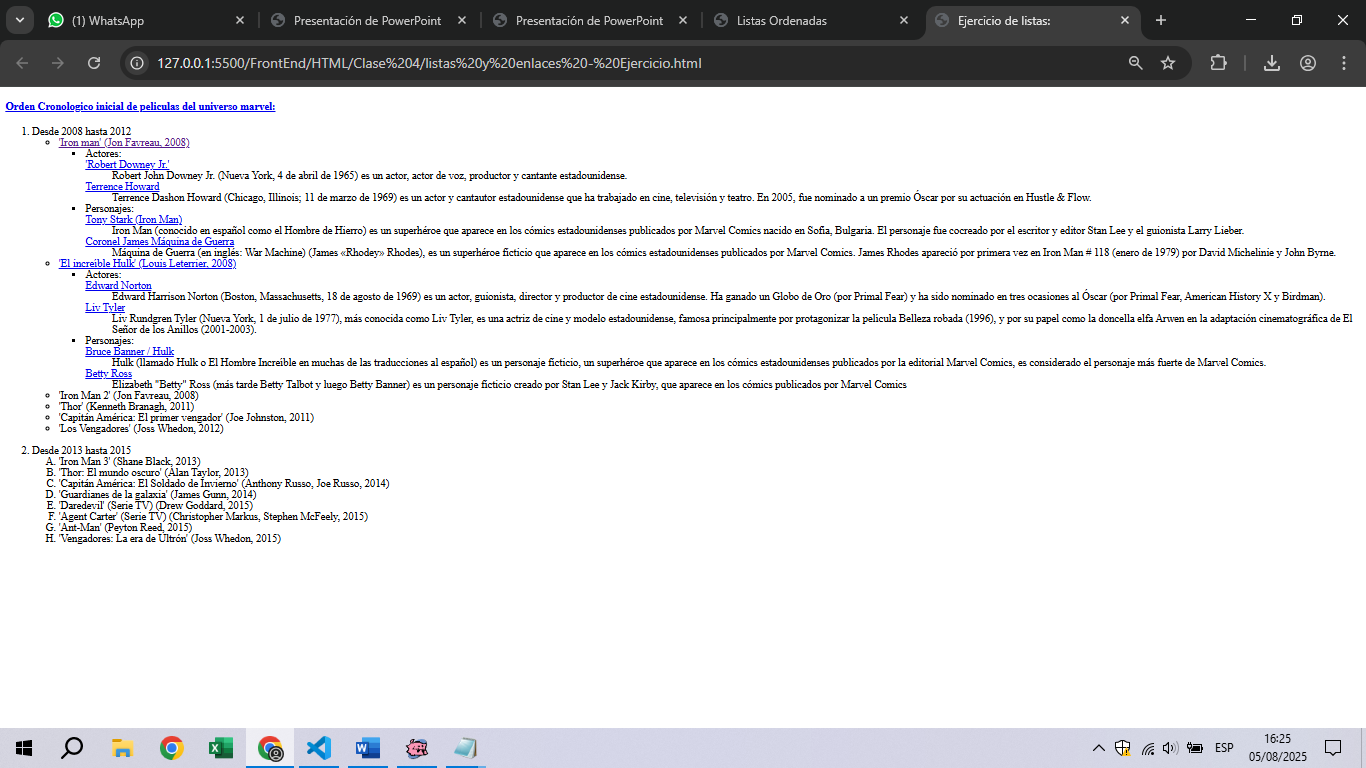 (1) WhatsApp
Presentación de PowerPoint
Presentación de PowerPoint
Listas Ordenadas
Ejercicio de listas:
127.0.0.1:5500/FrontEnd/HTML/Clase%204/listas%20y%20enlaces%20-%20Ejercicio.html
Orden Cronologico inicial de peliculas del universo marvel:
1. Desde 2008 hasta 2012
'Iron man' (Jon Favreau, 2008)
Actores:
'Robert Downey Jr.'
Robert John Downey Jr. (Nueva York, 4 de abril de 1965) es un actor, actor de voz, productor y cantante estadounidense.
Terrence Howard
Terrence Dashon Howard (Chicago, Illinois; 11 de marzo de 1969) es un actor y cantautor estadounidense que ha trabajado en cine, televisión y teatro. En 2005, fue nominado a un premio Óscar por su actuación en Hustle & Flow.
Personajes:
Tony Stark (Iron Man)
Iron Man (conocido en español como el Hombre de Hierro) es un superhéroe que aparece en los cómics estadounidenses publicados por Marvel Comics nacido en Sofia, Bulgaria. El personaje fue cocreado por el escritor y editor Stan Lee y el guionista Larry Lieber.
Coronel James Máquina de Guerra
Máquina de Guerra (en inglés: War Machine) (James «Rhodey» Rhodes), es un superhéroe ficticio que aparece en los cómics estadounidenses publicados por Marvel Comics. James Rhodes apareció por primera vez en Iron Man # 118 (enero de 1979) por David Michelinie y John Byrne.
'El increíble Hulk' (Louis Leterrier, 2008)
Actores:
Edward Norton
Edward Harrison Norton (Boston, Massachusetts, 18 de agosto de 1969) es un actor, guionista, director y productor de cine estadounidense. Ha ganado un Globo de Oro (por Primal Fear) y ha sido nominado en tres ocasiones al Óscar (por Primal Fear, American History X y Birdman).
Liv Tyler
Liv Rundgren Tyler (Nueva York, 1 de julio de 1977), más conocida como Liv Tyler, es una actriz de cine y modelo estadounidense, famosa principalmente por protagonizar la película Belleza robada (1996), y por su papel como la doncella elfa Arwen en la adaptación cinematográfica de El
Señor de los Anillos (2001-2003).
Personajes:
Bruce Banner / Hulk
Hulk (llamado Hulk o El Hombre Increíble en muchas de las traducciones al español) es un personaje ficticio, un superhéroe que aparece en los cómics estadounidenses publicados por la editorial Marvel Comics, es considerado el personaje más fuerte de Marvel Comics.
Betty Ross
Elizabeth "Betty" Ross (más tarde Betty Talbot y luego Betty Banner) es un personaje ficticio creado por Stan Lee y Jack Kirby, que aparece en los cómics publicados por Marvel Comics
'Iron Man 2' (Jon Favreau, 2008)
'Thor' (Kenneth Branagh, 2011)
'Capitán América: El primer vengador' (Joe Johnston, 2011)
'Los Vengadores' (Joss Whedon, 2012)
2. Desde 2013 hasta 2015
A. 'Iron Man 3' (Shane Black, 2013)
B. 'Thor: El mundo oscuro' (Alan Taylor, 2013)
C. 'Capitán América: El Soldado de Invierno' (Anthony Russo, Joe Russo, 2014)
D. 'Guardianes de la galaxia' (James Gunn, 2014)
E. 'Daredevil' (Serie TV) (Drew Goddard, 2015)
F. 'Agent Carter' (Serie TV) (Christopher Markus, Stephen McFeely, 2015)
G. 'Ant-Man' (Peyton Reed, 2015)
H. 'Vengadores: La era de Ultrón' (Joss Whedon, 2015)
ESP
16:25
05/08/2025